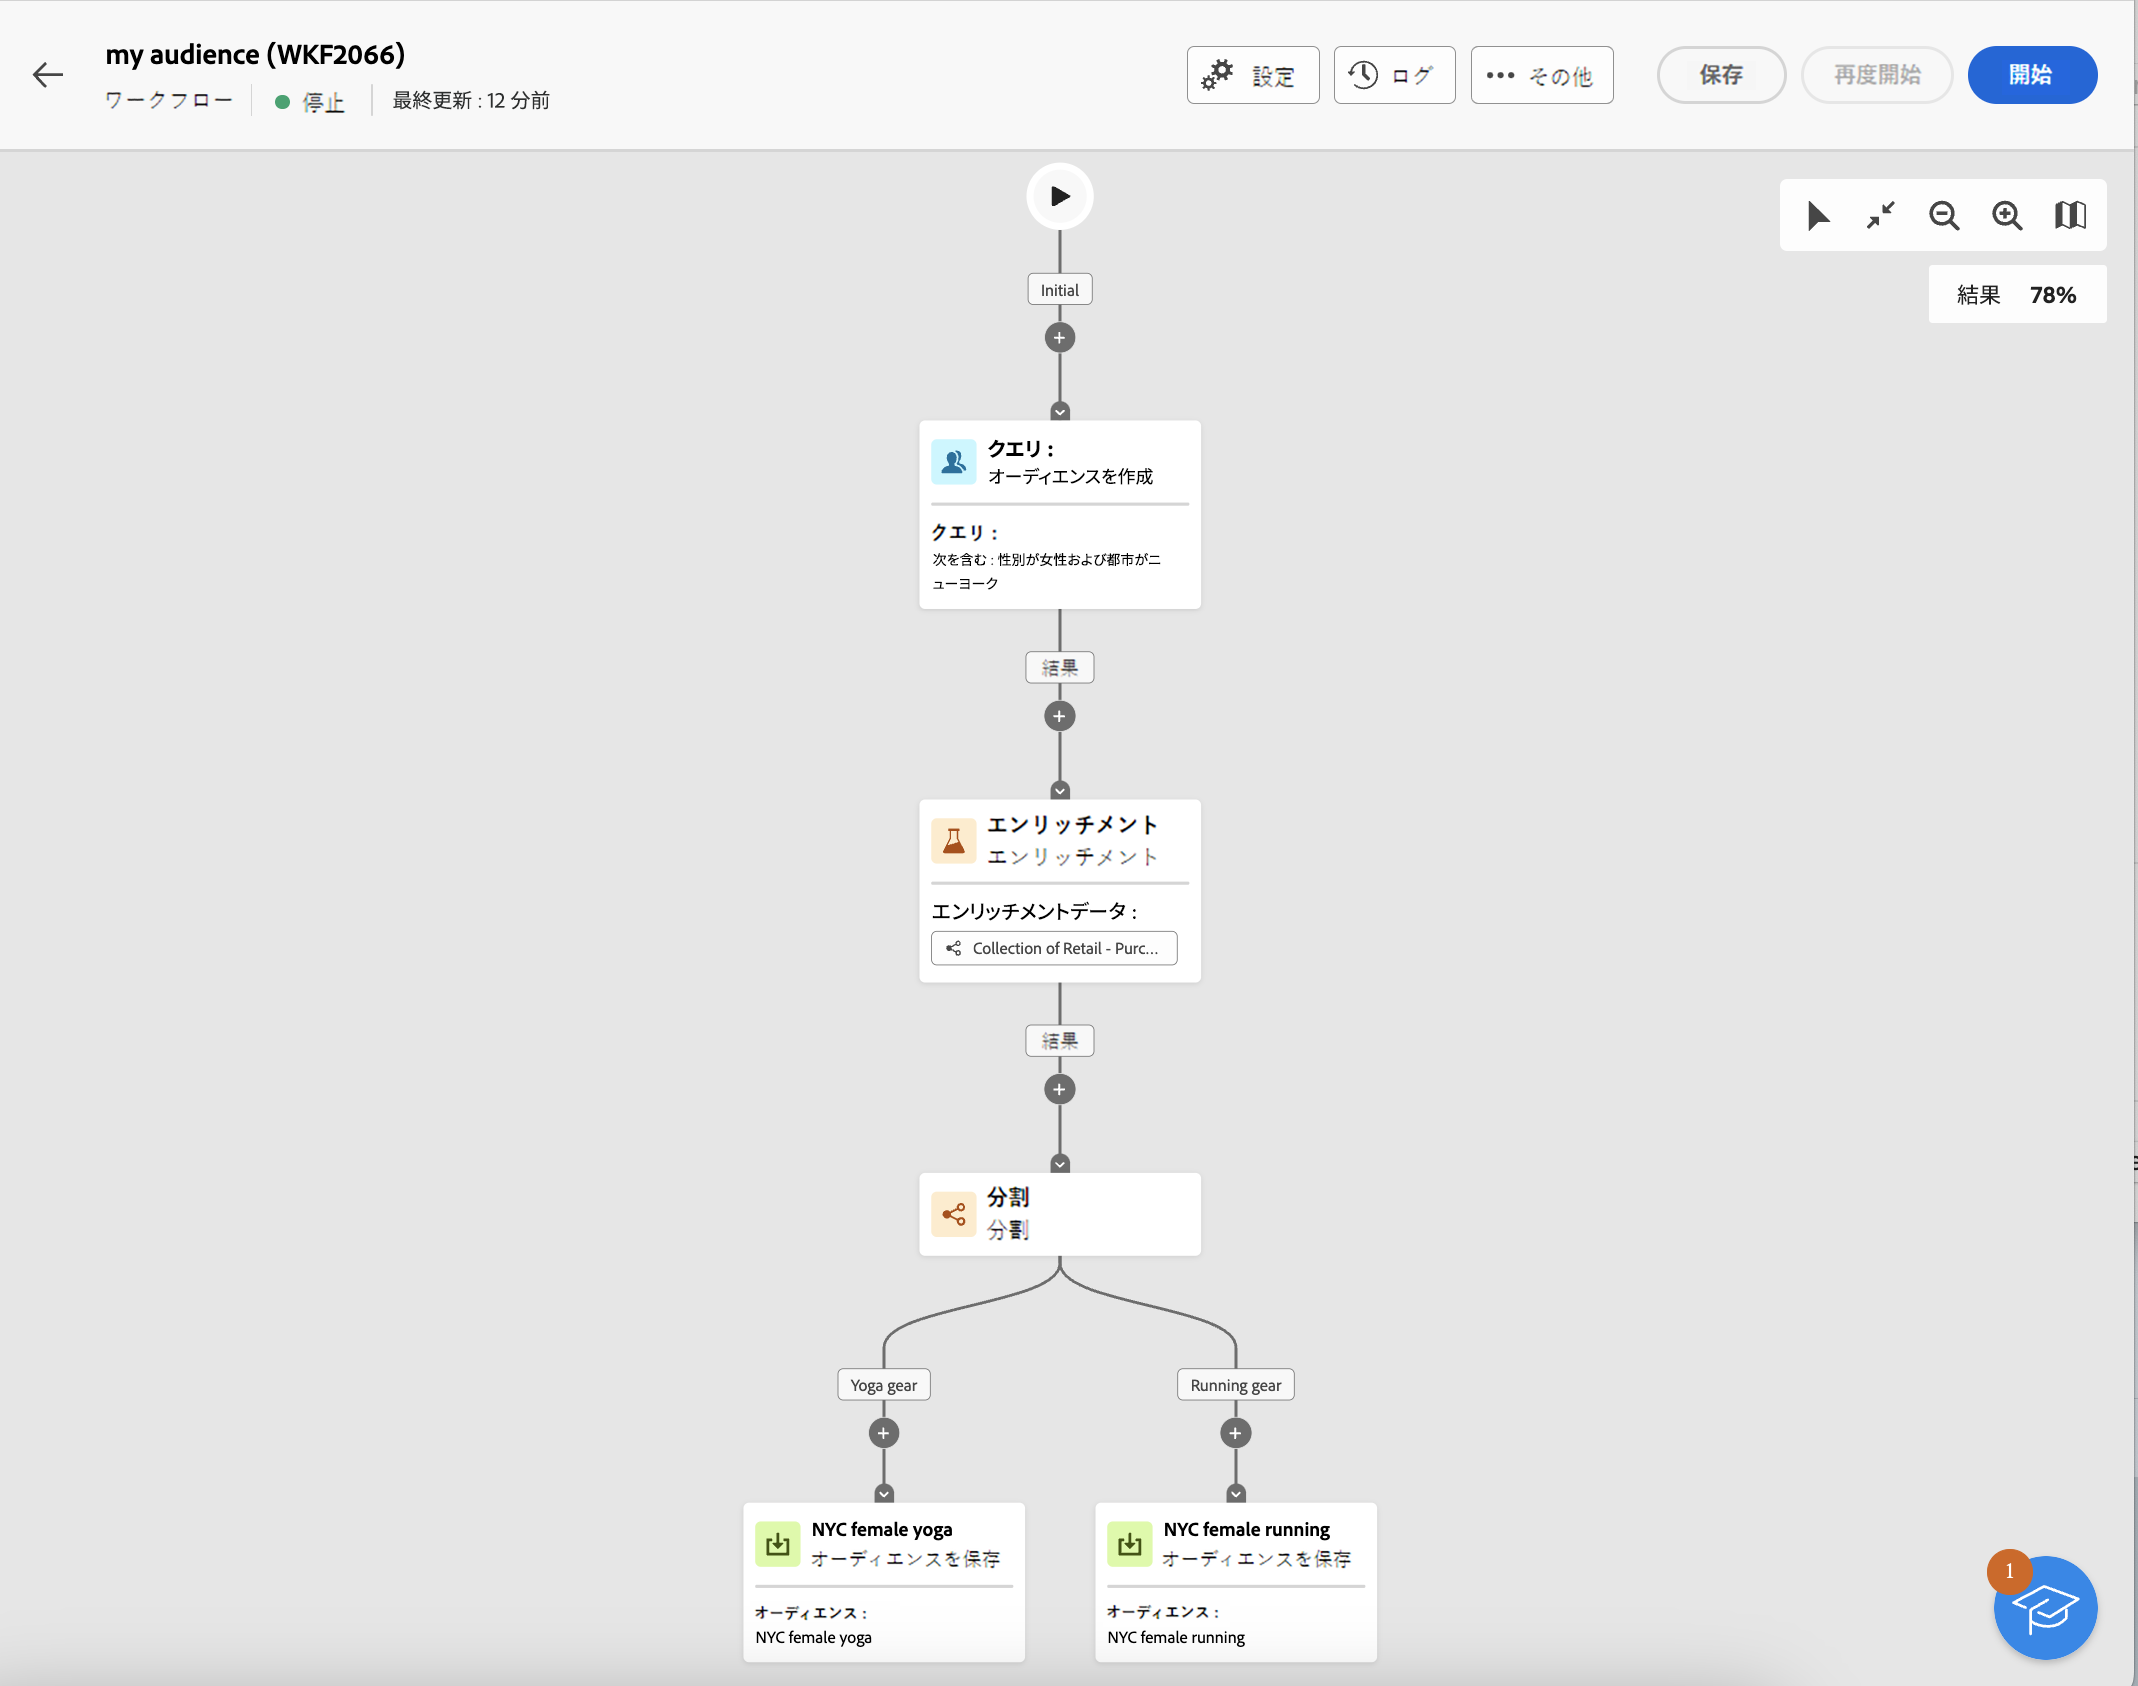 my audience (WKF2066)
ワークフロー
停止
最終更新 : 12 分前
設定
ログ
その他
保存
再度開始
開始
結果 78%
Initial
クエリ :
オーディエンスを作成
クエリ :
次を含む : 性別が女性および都市がニ
ューヨーク
結果
エンリッチメント
エンリッチメント
エンリッチメントデータ :
Collection of Retail - Purc...
結果
分割
分割
Yoga gear
Running gear
NYC female yoga
オーディエンスを保存
オーディエンス :
NYC female yoga
NYC female running
オーディエンスを保存
オーディエンス :
NYC female running
1